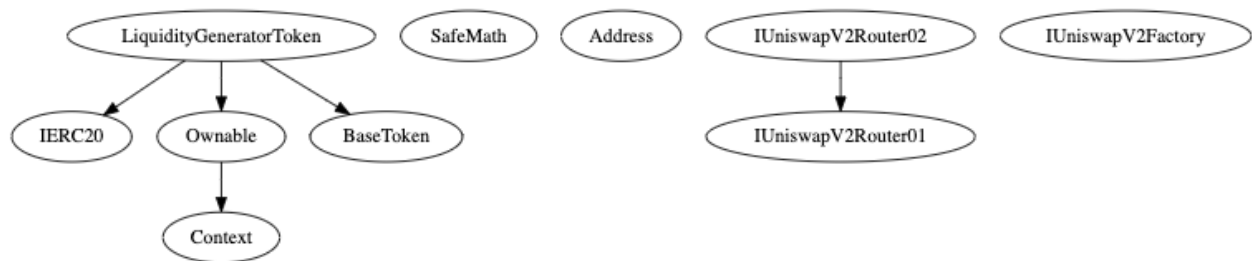 LiquidityGeneratorToken
SafeMath
Address
IUniswapV2Router02
IUniswapV2Factory
IERC20
Ownable
BaseToken
IUniswapV2Router01
Context